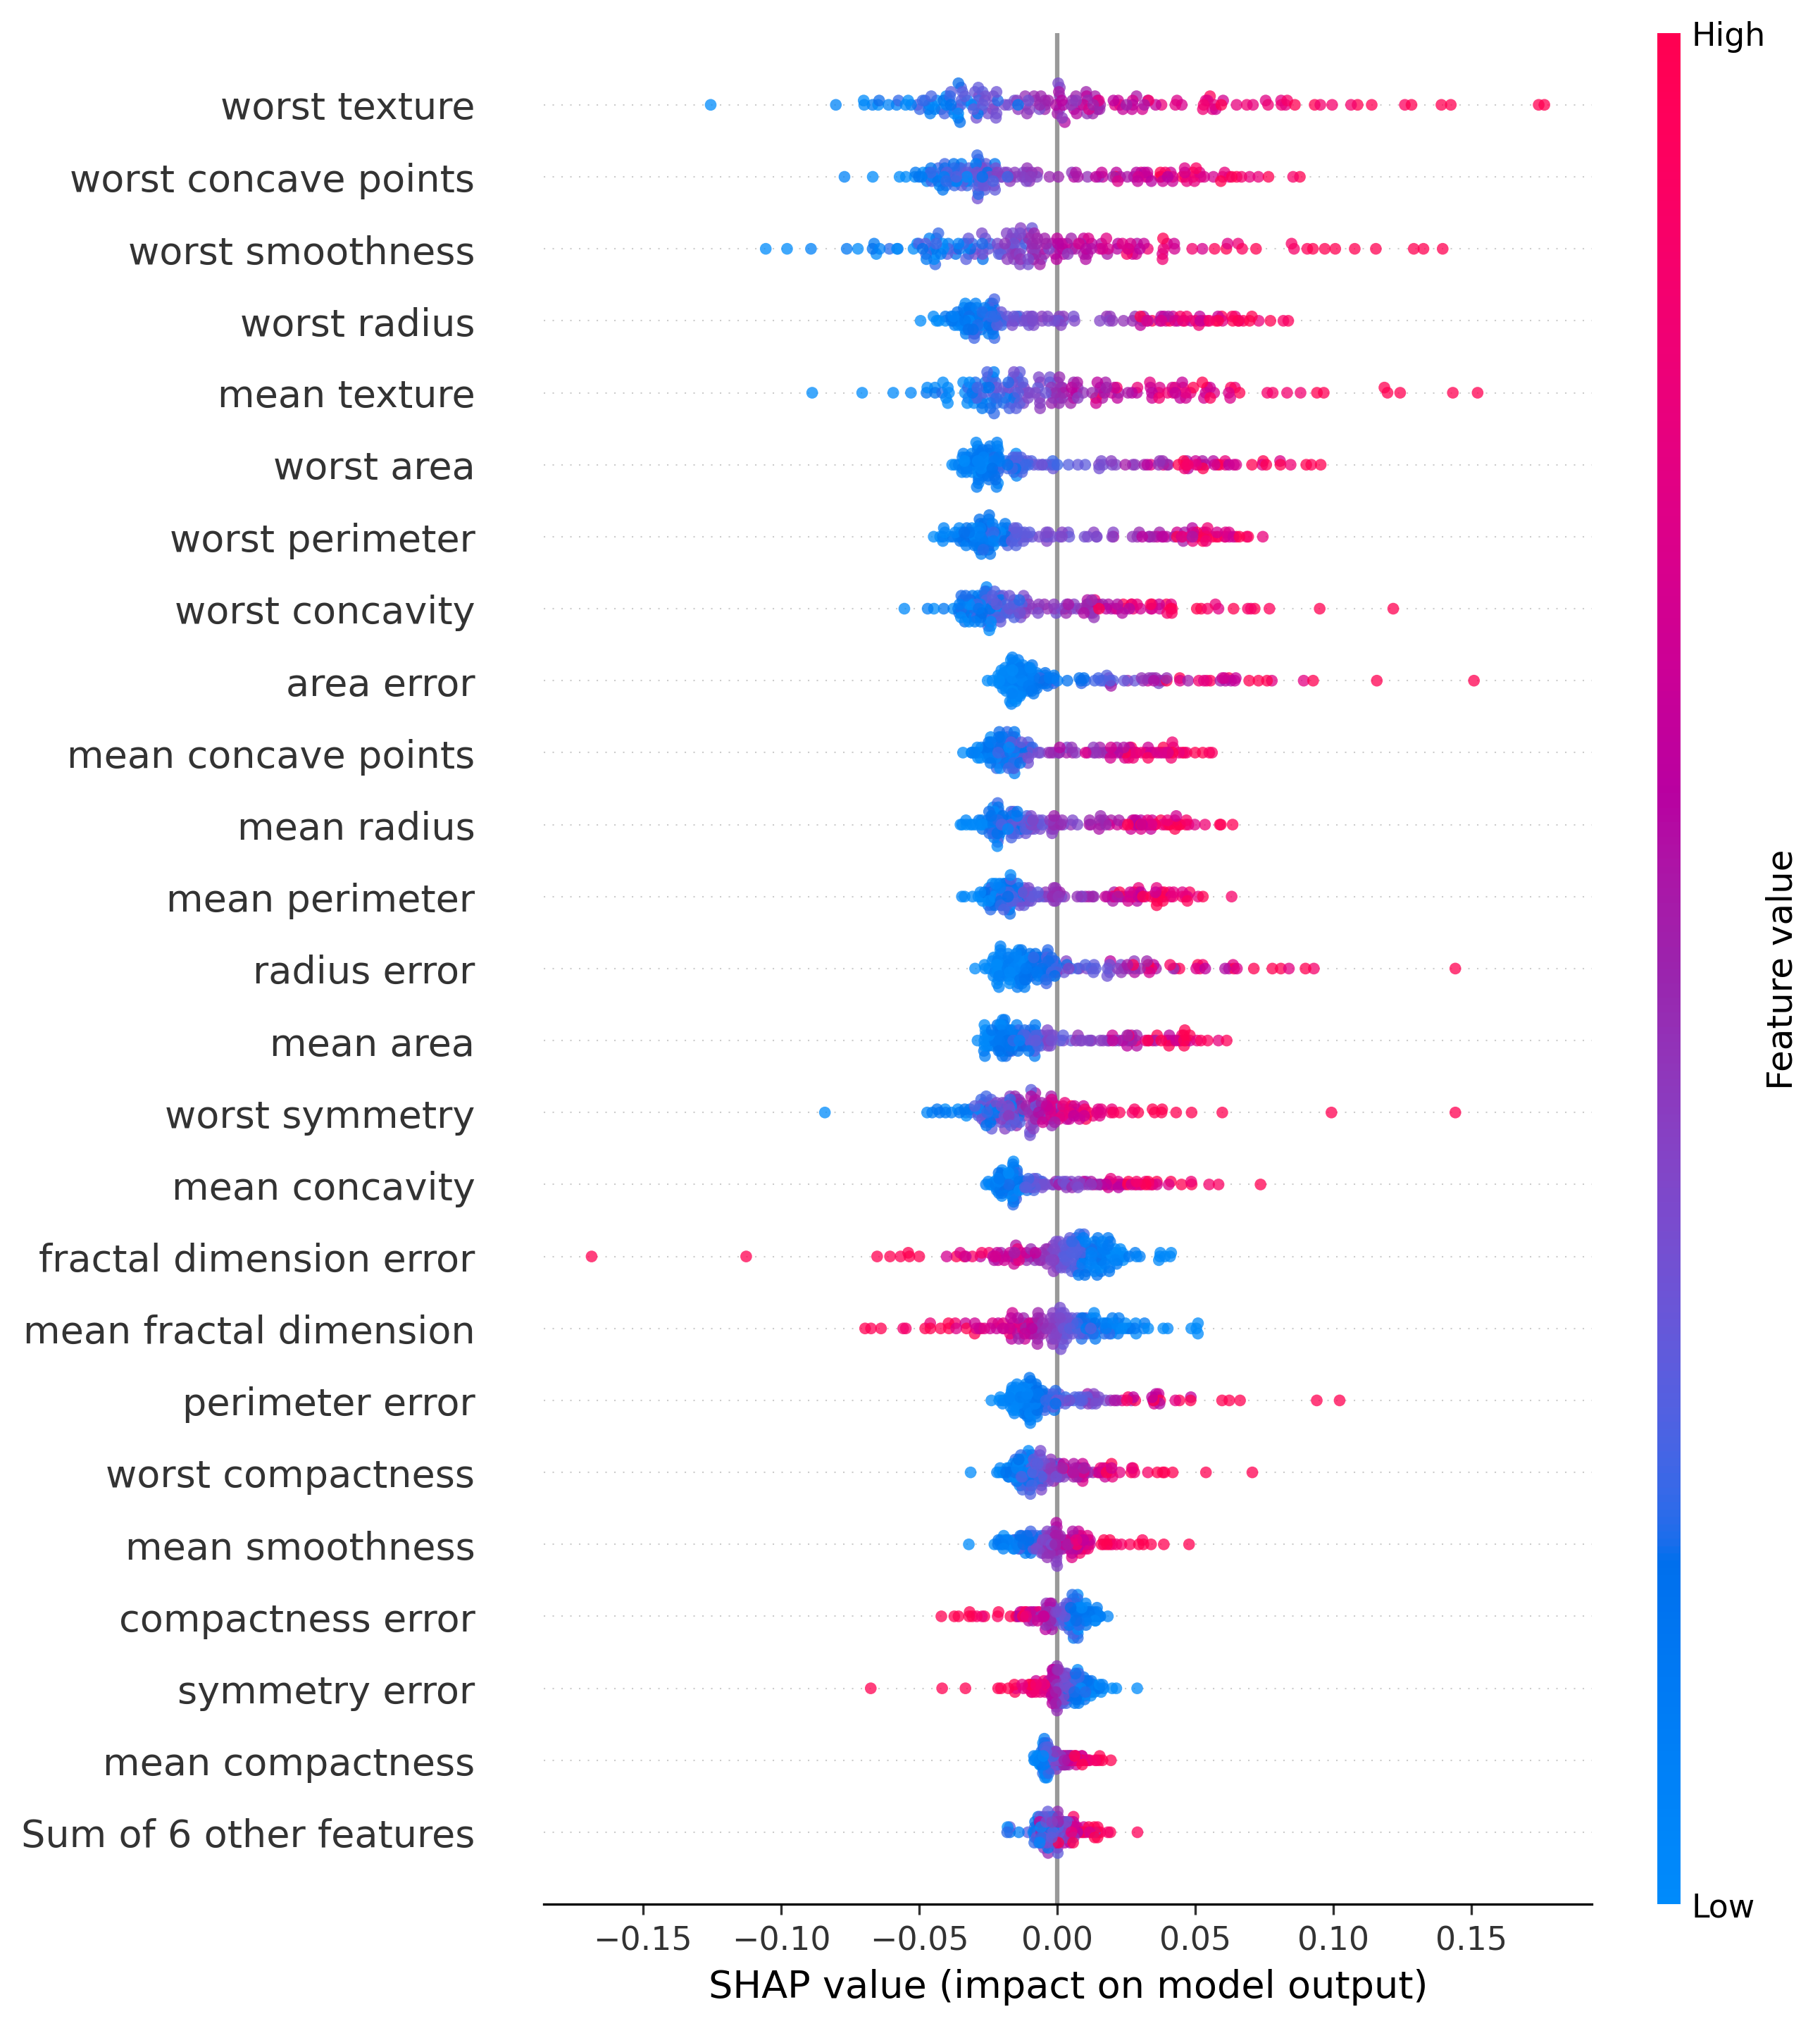 High
worst texture
worst concave points
worst smoothness
worst radius
mean texture
worst area
worst perimeter
worst concavity
area error
mean concave points
mean radius
mean perimeter
radius error
mean area
worst symmetry
mean concavity
fractal dimension error
mean fractal dimension
perimeter error
worst compactness
mean smoothness
compactness error
symmetry error
mean compactness
Sum of 6 other features
Feature value
Low
−0.15 −0.10 −0.05 0.00 0.05 0.10 0.15
SHAP value (impact on model output)